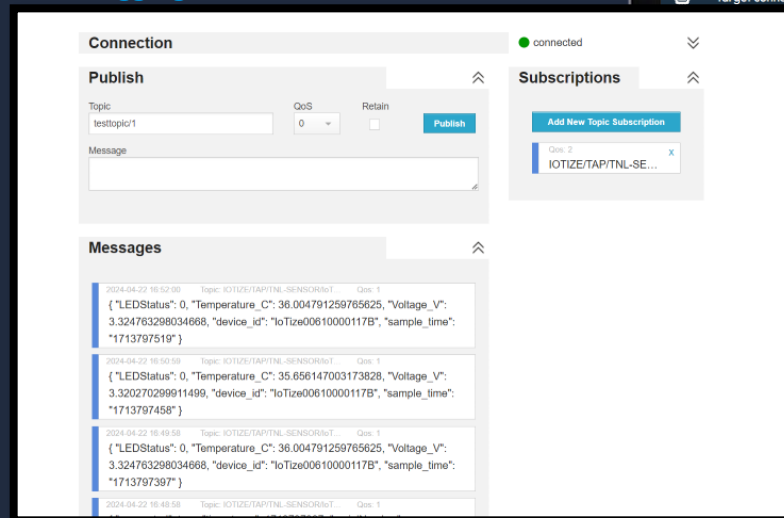 Connection
connected
Publish
Subscriptions
Topic
QoS
Retain
testtopic/1
0
Publish
Message
Add New Topic Subscription
Qos: 2
x
IOTIZE/TAP/TNL-SE...
Messages
2024-04-22 16:52:00 Topic: IOTIZE/TAP/TNL-SENSOR/IoT... Qos: 1
{ "LEDStatus": 0, "Temperature_C": 36.004791259765625, "Voltage_V":
3.324763298034668, "device_id": "IoTize00610000117B", "sample_time":
"1713797519" }
2024-04-22 16:50:59 Topic: IOTIZE/TAP/TNL-SENSOR/IoT... Qos: 1
{ "LEDStatus": 0, "Temperature_C": 35.656147003173828, "Voltage_V":
3.320270299911499, "device_id": "IoTize00610000117B", "sample_time":
"1713797458" }
2024-04-22 16:49:58 Topic: IOTIZE/TAP/TNL-SENSOR/IoT... Qos: 1
{ "LEDStatus": 0, "Temperature_C": 36.004791259765625, "Voltage_V":
3.324763298034668, "device_id": "IoTize00610000117B", "sample_time":
"1713797397" }
2024-04-22 16:48:58 Topic: IOTIZE/TAP/TNL-SENSOR/IoT... Qos: 1